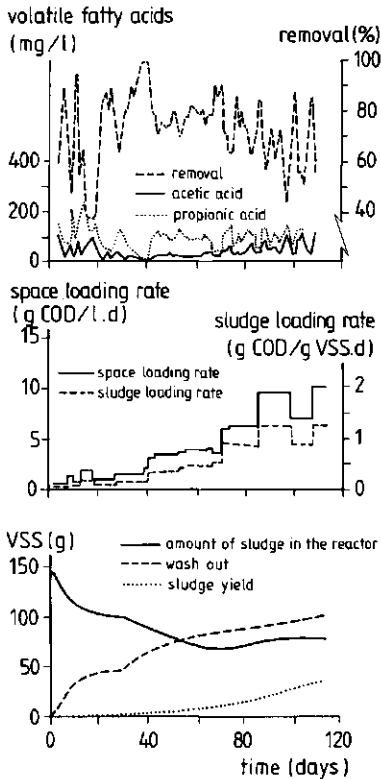 volatile fatty acids
(mg/l)
removal(%)
100
80
60
40
400
200
100
0
removal
acetic acid
propionic acid
space loading rate
(g COD/l.d)
sludge loading rate
(g COD/g VSS.d)
15
10
5
0
2
1
0
space loading rate
sludge loading rate
VSS(g)
150
100
50
0
amount of sludge in the reactor
wash out
sludge yield
0
40
80
120
time (days)